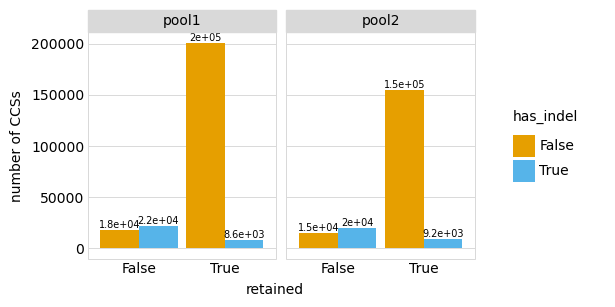 pool1
pool2
number of CCSs
200000
150000
100000
50000
0
1.8e+04
2.2e+04
2e+05
8.6e+03
1.5e+04
2e+04
1.5e+05
9.2e+03
False
True
False
True
retained
has_indel
False
True